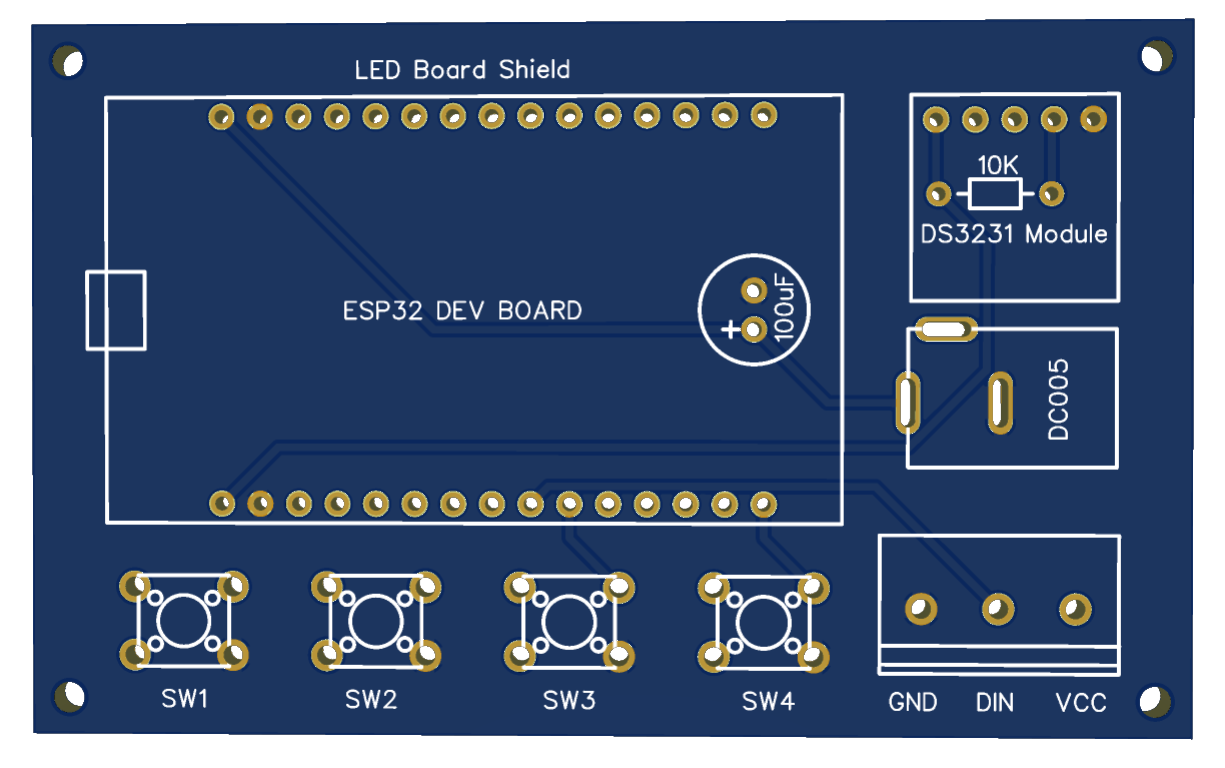 LED Board Shield
10K
DS3231 Module
ESP32 DEV BOARD
+
100uF
DC005
SW1
SW2
SW3
SW4
GND
DIN
VCC